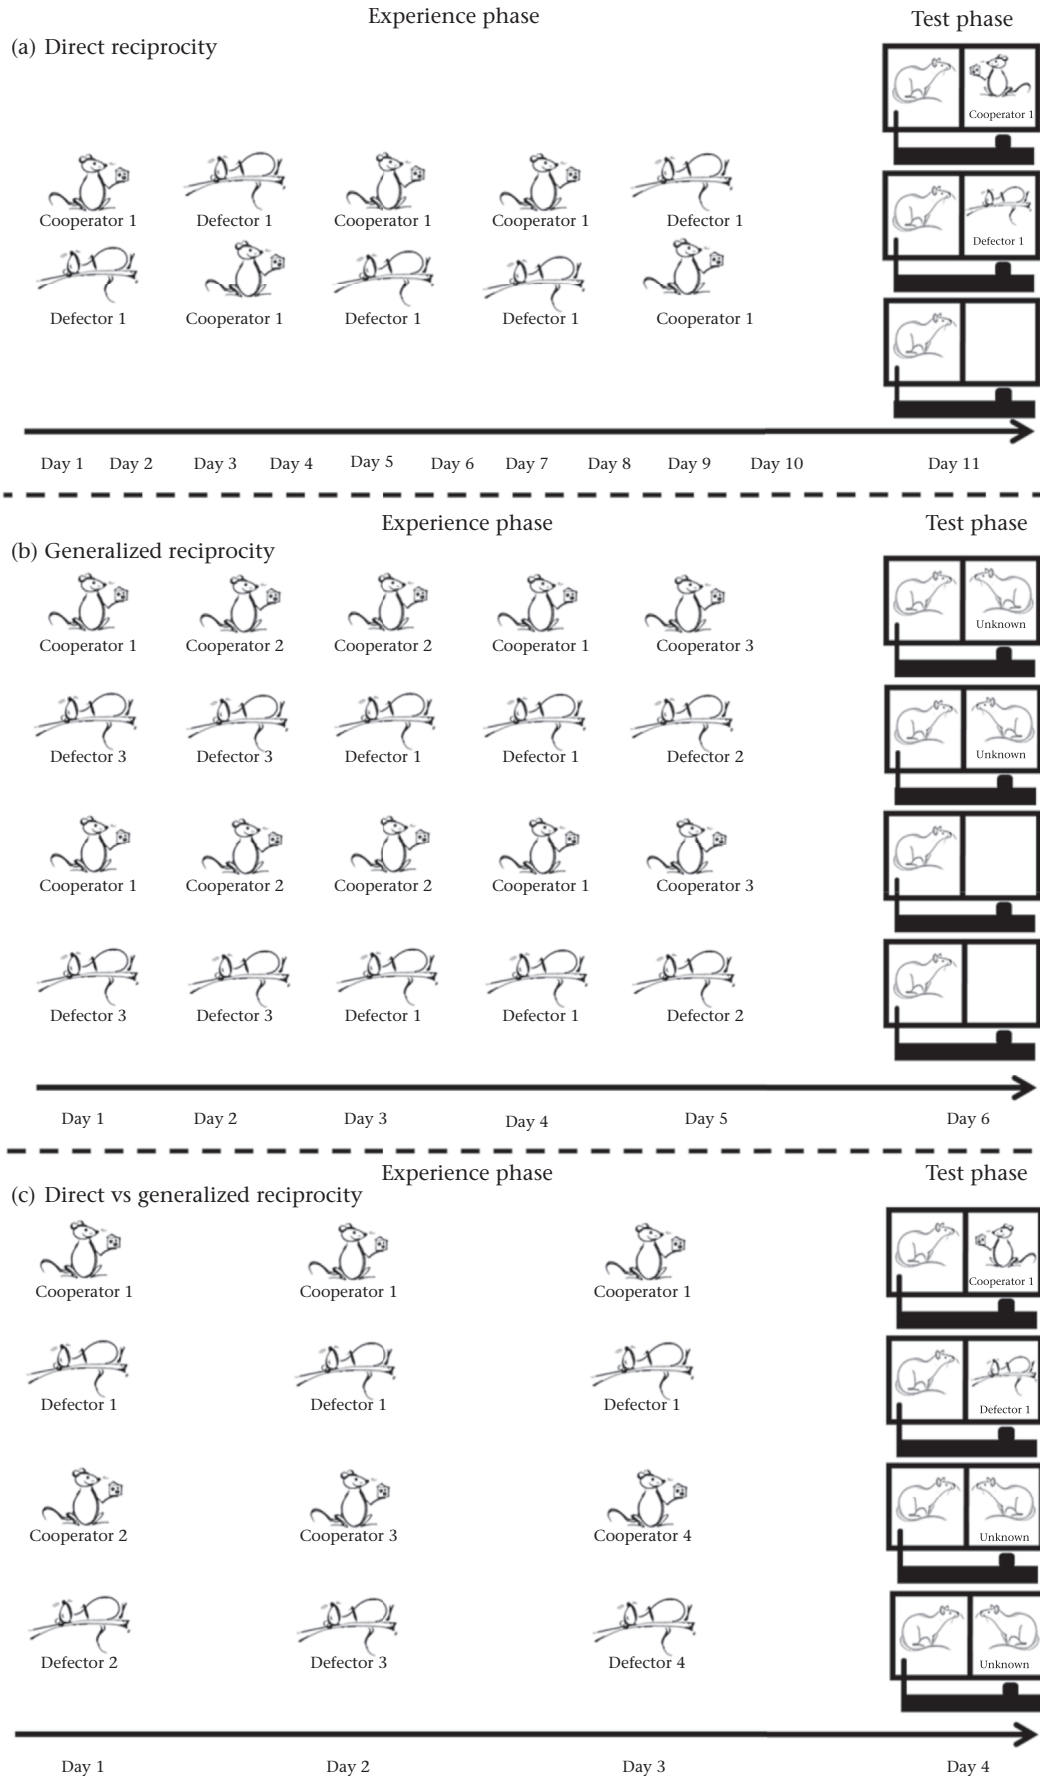 Experience phase
Test phase
(a) Direct reciprocity
Cooperator 1
Cooperator 1 Defector 1 Cooperator 1 Cooperator 1 Defector 1
Defector 1
Defector 1 Cooperator 1 Defector 1 Defector 1 Cooperator 1
Day 1 Day 2 Day 3 Day 4 Day 5 Day 6 Day 7 Day 8 Day 9 Day 10 Day 11
Experience phase Test phase
(b) Generalized reciprocity
Unknown
Cooperator 1 Cooperator 2 Cooperator 2 Cooperator 1 Cooperator 3
Defector 3 Defector 3 Defector 1 Defector 1 Defector 2
Unknown
Cooperator 1 Cooperator 2 Cooperator 2 Cooperator 1 Cooperator 3
Defector 3 Defector 3 Defector 1 Defector 1 Defector 2
Day 1 Day 2 Day 3 Day 4 Day 5 Day 6
Experience phase Test phase
(c) Direct vs generalized reciprocity
Cooperator 1
Cooperator 1 Cooperator 1 Cooperator 1
Defector 1 Defector 1 Defector 1
Defector 1
Cooperator 2 Cooperator 3 Cooperator 4
Unknown
Defector 2 Defector 3 Defector 4
Unknown
Day 1 Day 2 Day 3 Day 4